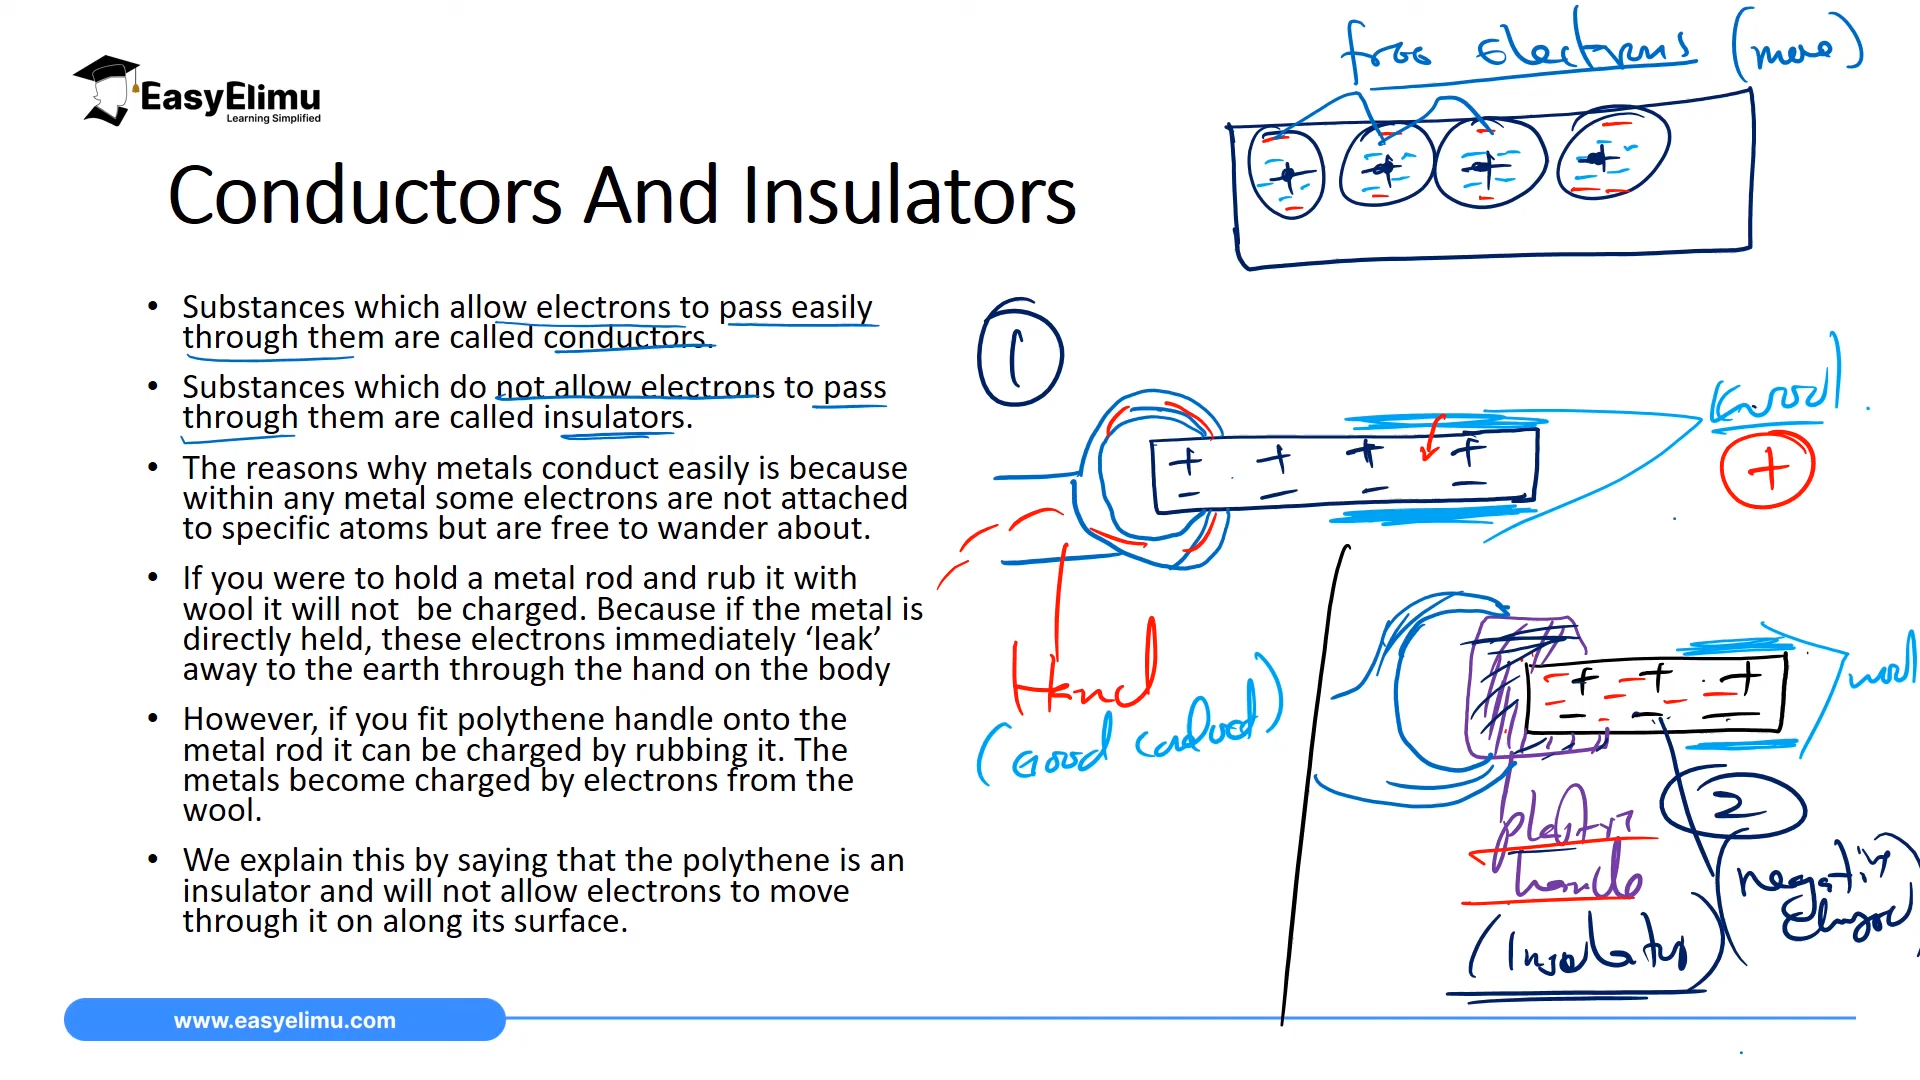 free electrons (more)
EasyElimu
Learning Simplified
Conductors And Insulators
• Substances which allow electrons to pass easily
through them are called conductors.
• Substances which do not allow electrons to pass
through them are called insulators.
• The reasons why metals conduct easily is because
within any metal some electrons are not attached
to specific atoms but are free to wander about.
• If you were to hold a metal rod and rub it with
wool it will not be charged. Because if the metal is
directly held, these electrons immediately ‘leak’
away to the earth through the hand on the body
• However, if you fit polythene handle onto the
metal rod it can be charged by rubbing it. The
metals become charged by electrons from the
wool.
• We explain this by saying that the polythene is an
insulator and will not allow electrons to move
through it on along its surface.
www.easyelimu.com
1
wool
+
+ + + +
- - - -
Hand
(Good conduct)
+ + +
wool
2
plastic
handle
(Insulator)
(negativ
charged)